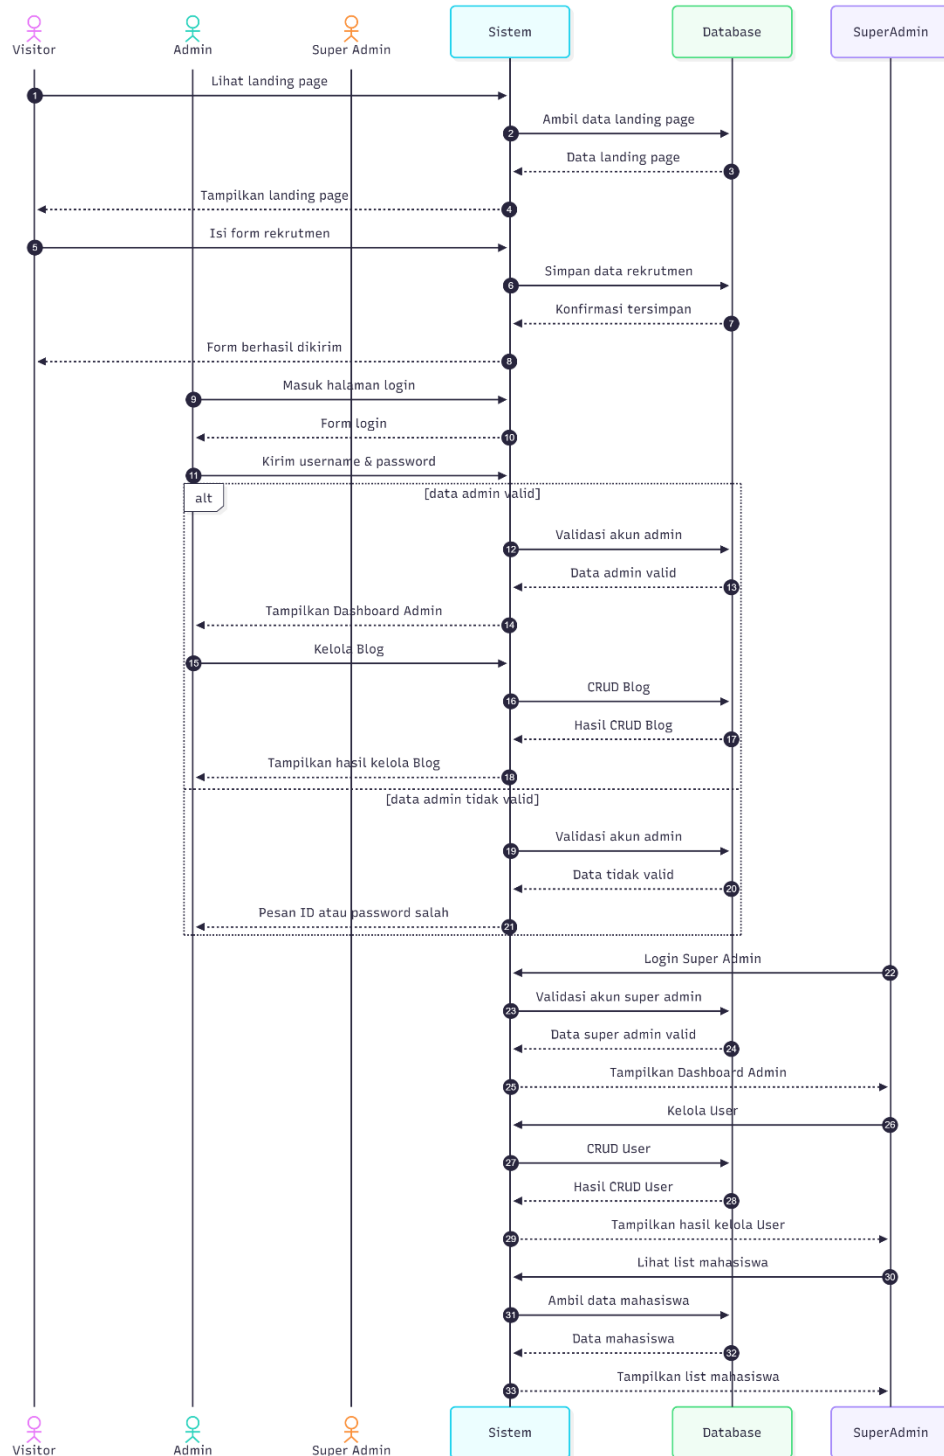 Visitor
Admin
Super Admin
Sistem
Database
SuperAdmin
Lihat landing page
1
Ambil data landing page
2
Data landing page
3
Tampilkan landing page
4
Isi form rekrutmen
5
Simpan data rekrutmen
6
Konfirmasi tersimpan
7
Form berhasil dikirim
8
Masuk halaman login
9
Form login
10
Kirim username & password
11
alt
[data admin valid]
Validasi akun admin
12
Data admin valid
13
Tampilkan Dashboard Admin
14
Kelola Blog
15
CRUD Blog
16
Hasil CRUD Blog
17
Tampilkan hasil kelola Blog
18
[data admin tidak valid]
Validasi akun admin
19
Data tidak valid
20
Pesan ID atau password salah
21
Login Super Admin
22
Validasi akun super admin
23
Data super admin valid
24
Tampilkan Dashboard Admin
25
Kelola User
26
CRUD User
27
Hasil CRUD User
28
Tampilkan hasil kelola User
29
Lihat list mahasiswa
30
Ambil data mahasiswa
31
Data mahasiswa
32
Tampilkan list mahasiswa
33
Visitor
Admin
Super Admin
Sistem
Database
SuperAdmin